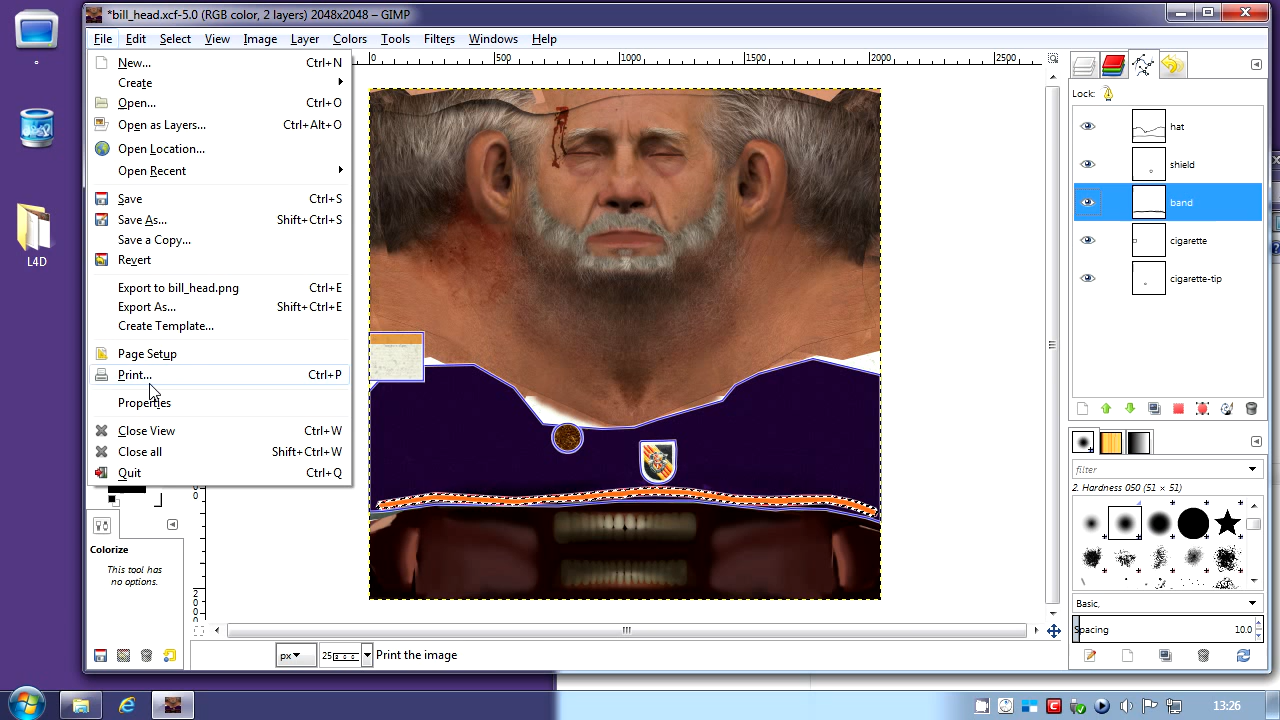 *bill_head.xcf-5.0 (RGB color, 2 layers) 2048x2048 – GIMP
File Edit Select View Image Layer Colors Tools Filters Windows Help
New... Ctrl+N
Create
Open... Ctrl+O
Open as Layers... Ctrl+Alt+O
Open Location...
Open Recent
Save Ctrl+S
Save As... Shift+Ctrl+S
Save a Copy...
Revert
Export to bill_head.png Ctrl+E
Export As... Shift+Ctrl+E
Create Template...
Page Setup
Print... Ctrl+P
Properties
Close View Ctrl+W
Close all Shift+Ctrl+W
Quit Ctrl+Q
0 500 1000 1500 2000 2500
L4D
Colorize
This tool has
no options.
Lock:
hat
shield
band
cigarette
cigarette-tip
filter
2. Hardness 050 (51 × 51)
Basic,
Spacing 10.0
px
25
Print the image
13:26